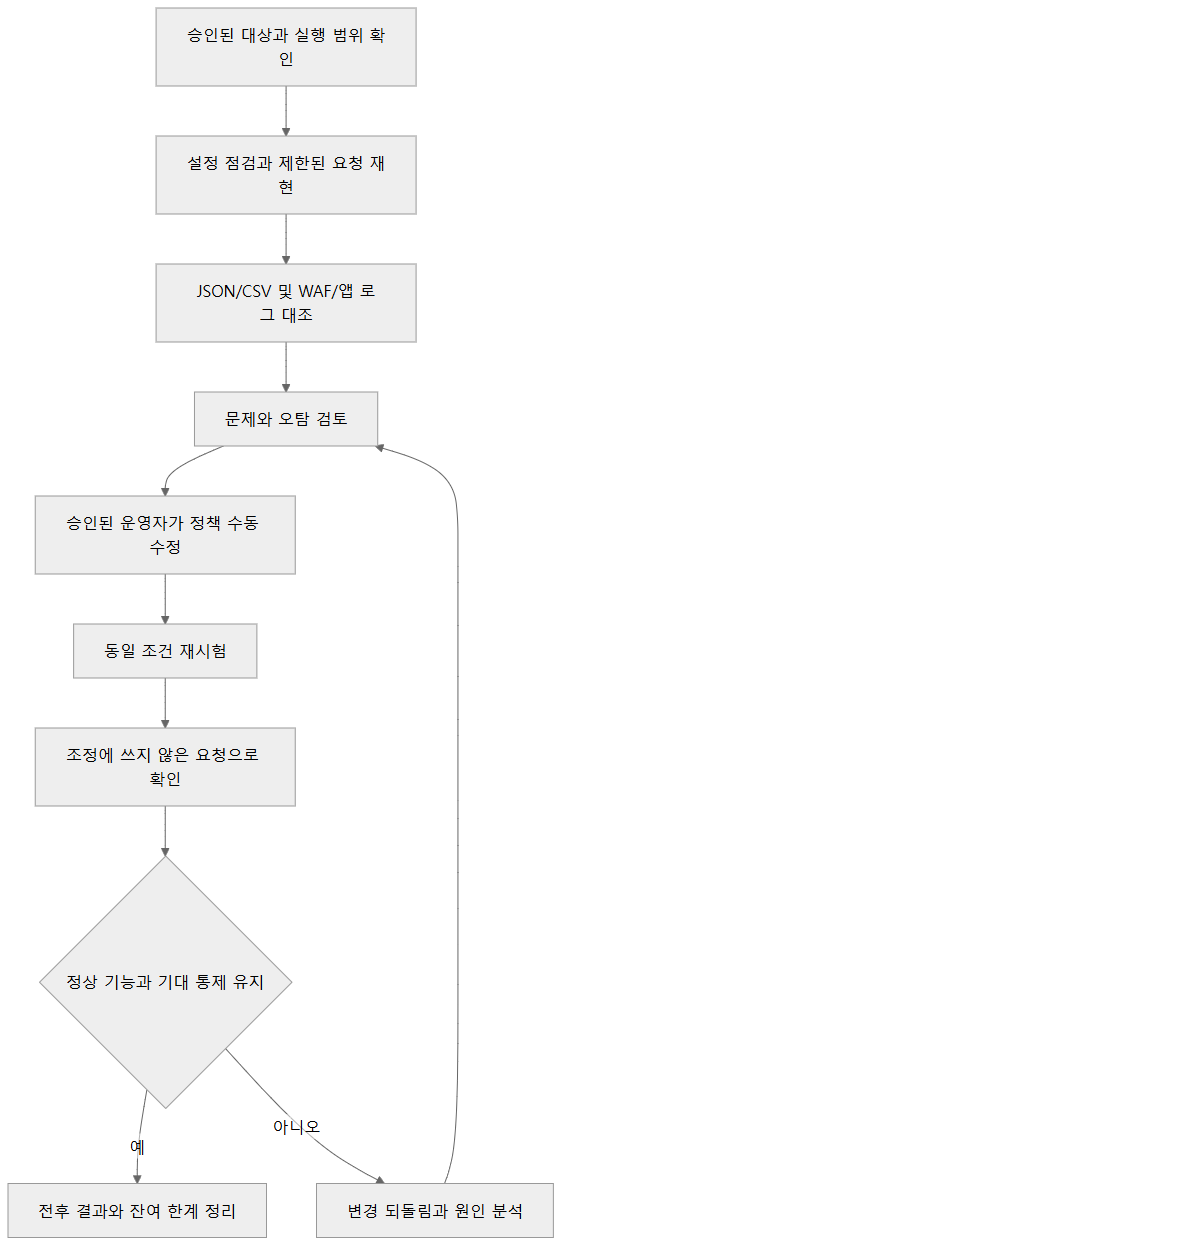 승인된 대상과 실행 범위 확
인
설정 점검과 제한된 요청 재
현
JSON/CSV 및 WAF/앱 로
그 대조
문제와 오탐 검토
승인된 운영자가 정책 수동
수정
동일 조건 재시험
조정에 쓰지 않은 요청으로
확인
정상 기능과 기대 통제 유지
아니오
예
전후 결과와 잔여 한계 정리
변경 되돌림과 원인 분석